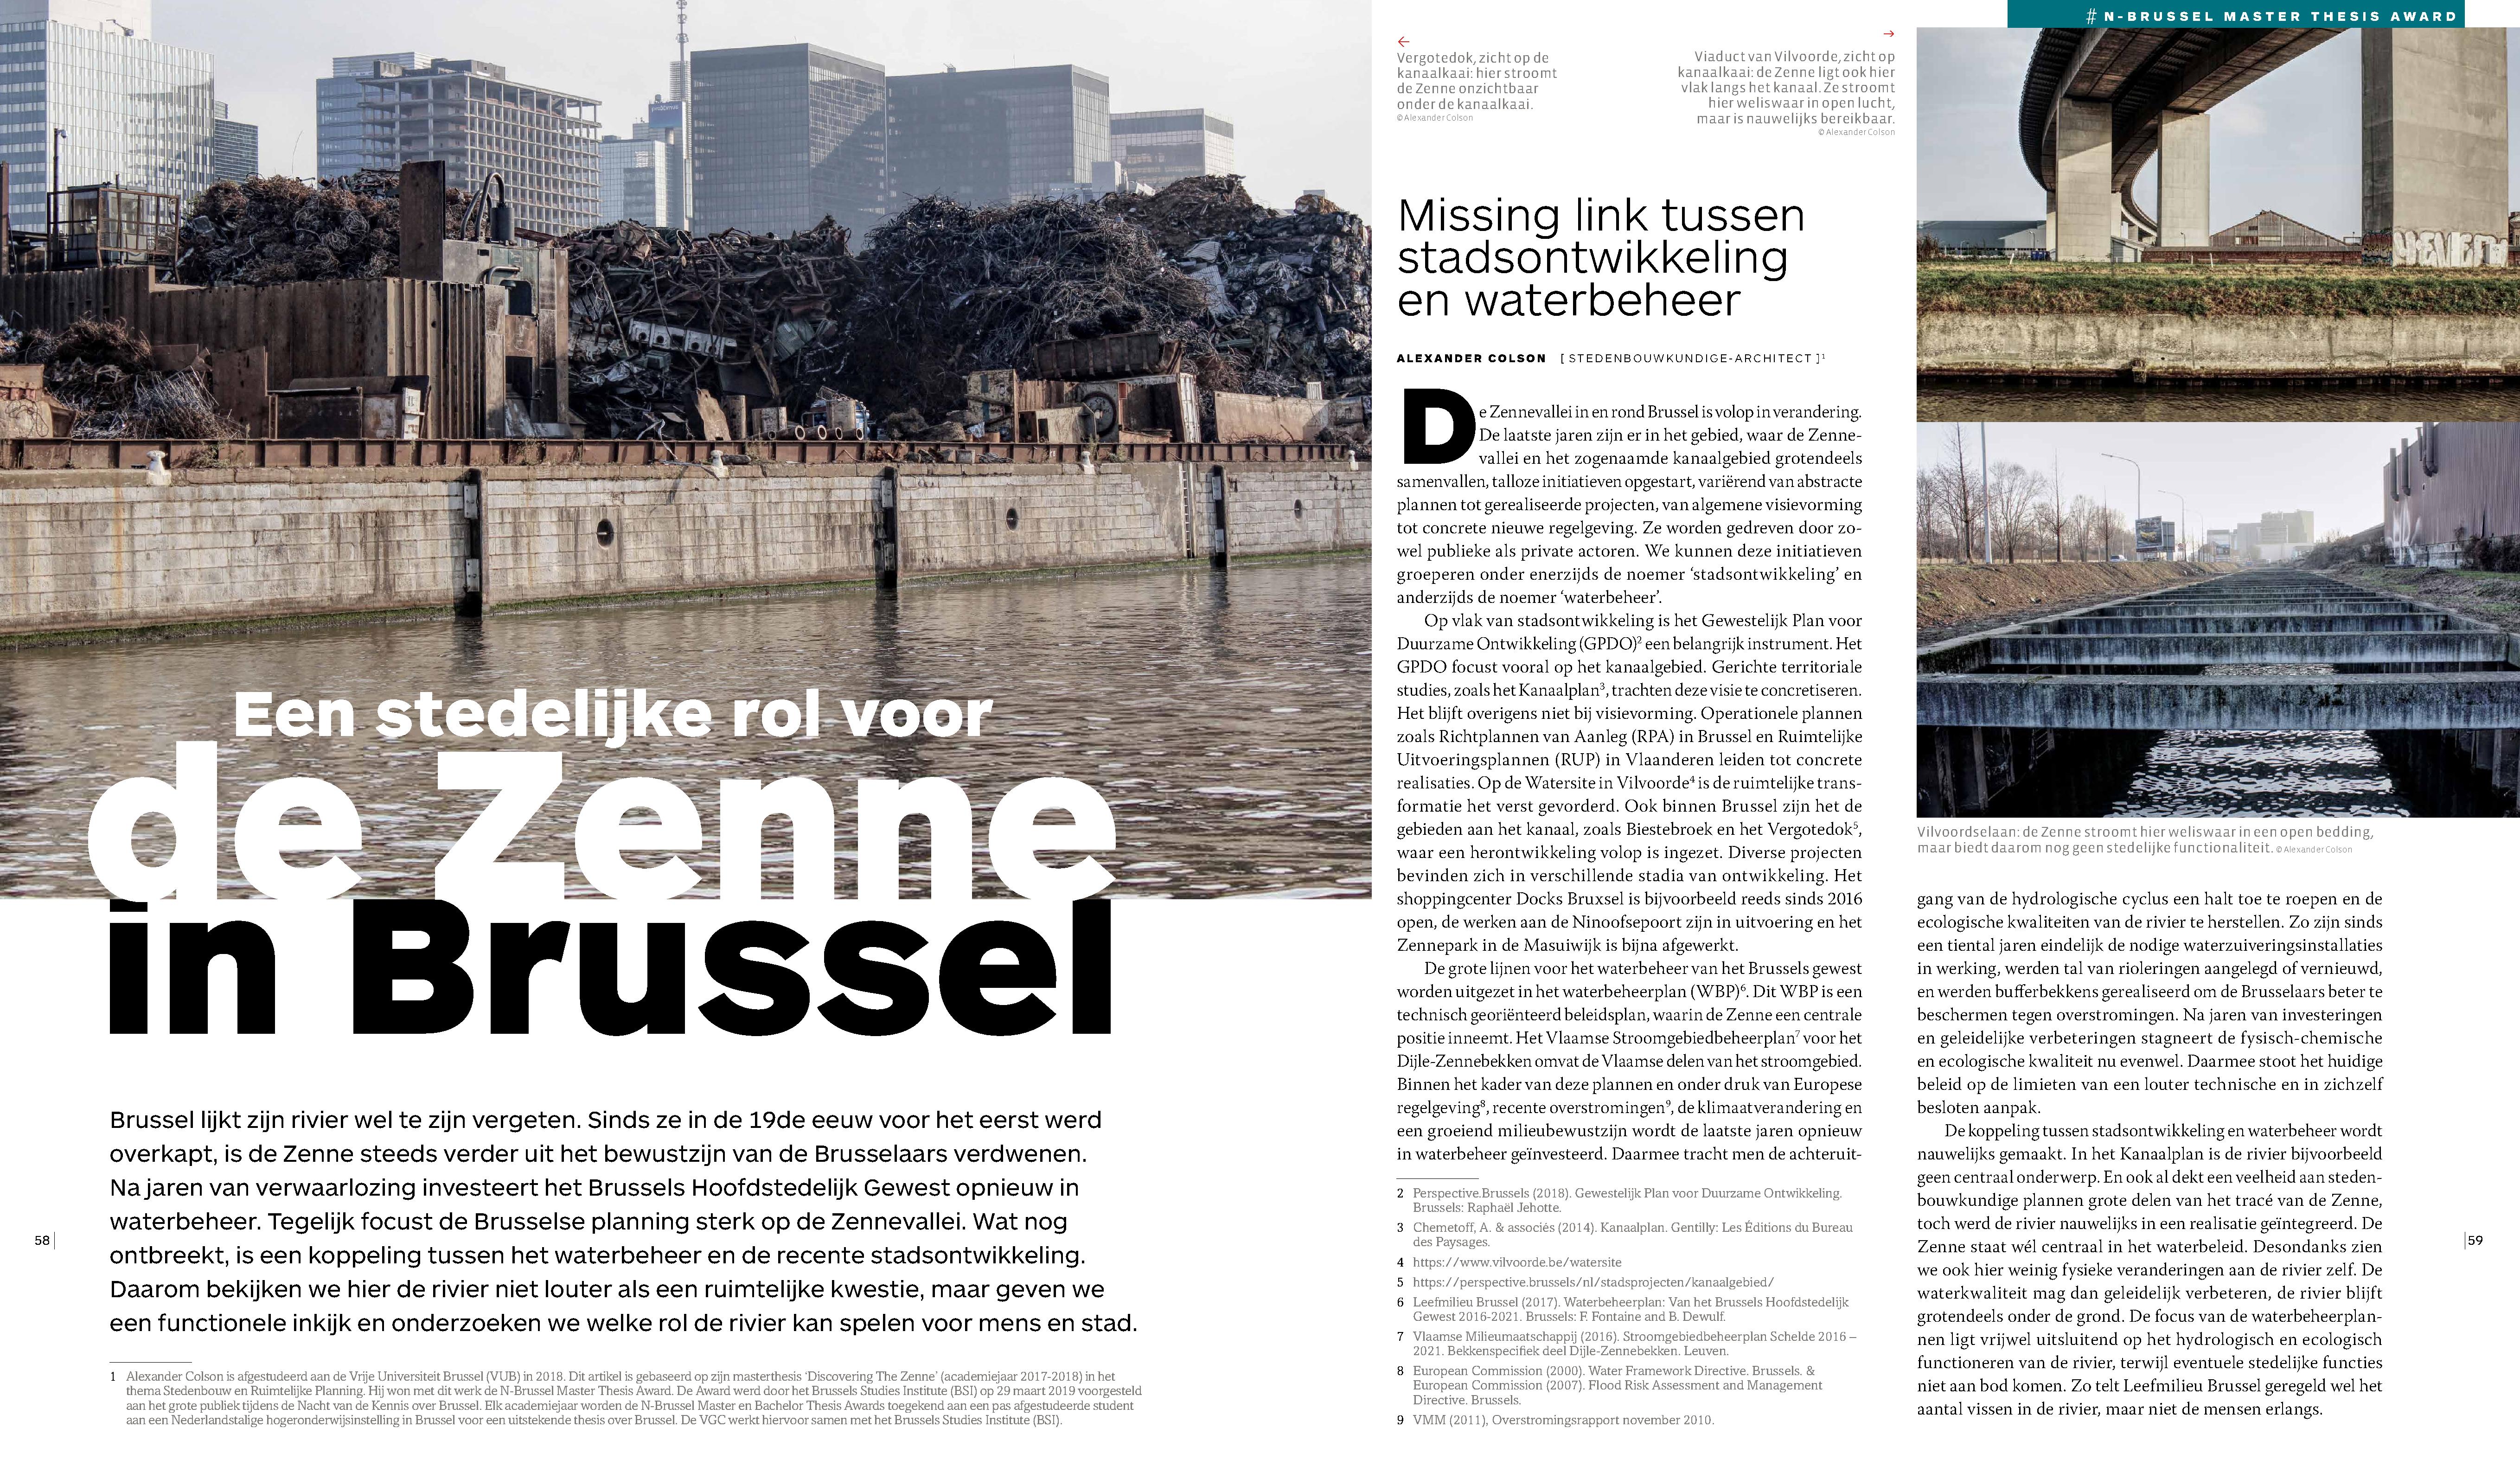 Een stedelijke rol voor
de Zenne
in Brussel
Brussel lijkt zijn rivier wel te zijn vergeten. Sinds ze in de 19de eeuw voor het eerst werd
overkapt, is de Zenne steeds verder uit het bewustzijn van de Brusselaars verdwenen.
Na jaren van verwaarlozing investeert het Brussels Hoofdstedelijk Gewest opnieuw in
waterbeheer. Tegelijk focust de Brusselse planning sterk op de Zennevallei. Wat nog
ontbreekt, is een koppeling tussen het waterbeheer en de recente stadsontwikkeling.
Daarom bekijken we hier de rivier niet louter als een ruimtelijke kwestie, maar geven we
een functionele inkijk en onderzoeken we welke rol de rivier kan spelen voor mens en stad.
1 Alexander Colson is afgestudeerd aan de Vrije Universiteit Brussel (VUB) in 2018. Dit artikel is gebaseerd op zijn masterthesis ‘Discovering The Zenne’ (academiejaar 2017-2018) in het
thema Stedenbouw en Ruimtelijke Planning. Hij won met dit werk de N-Brussel Master Thesis Award. De Award werd door het Brussels Studies Institute (BSI) op 29 maart 2019 voorgesteld
aan het grote publiek tijdens de Nacht van de Kennis over Brussel. Elk academiejaar worden de N-Brussel Master en Bachelor Thesis Awards toegekend aan een pas afgestudeerde student
aan een Nederlandstalige hogeronderwijsinstelling in Brussel voor een uitstekende thesis over Brussel. De VGC werkt hiervoor samen met het Brussels Studies Institute (BSI).
58
# N-BRUSSEL MASTER THESIS AWARD
←
Vergotedok, zicht op de
kanaalkaai: hier stroomt
de Zenne onzichtbaar
onder de kanaalkaai.
© Alexander Colson
→
Viaduct van Vilvoorde, zicht op
kanaalkaai: de Zenne ligt ook hier
vlak langs het kanaal. Ze stroomt
hier weliswaar in open lucht,
maar is nauwelijks bereikbaar.
© Alexander Colson
Missing link tussen
stadsontwikkeling
en waterbeheer
ALEXANDER COLSON [ STEDENBOUWKUNDIGE-ARCHITECT ]1
De Zennevallei in en rond Brussel is volop in verandering.
De laatste jaren zijn er in het gebied, waar de Zenne-
vallei en het zogenaamde kanaalgebied grotendeels
samenvallen, talloze initiatieven opgestart, variërend van abstracte
plannen tot gerealiseerde projecten, van algemene visievorming
tot concrete nieuwe regelgeving. Ze worden gedreven door zo-
wel publieke als private actoren. We kunnen deze initiatieven
groeperen onder enerzijds de noemer ‘stadsontwikkeling’ en
anderzijds de noemer ‘waterbeheer’.
Op vlak van stadsontwikkeling is het Gewestelijk Plan voor
Duurzame Ontwikkeling (GPDO)2 een belangrijk instrument. Het
GPDO focust vooral op het kanaalgebied. Gerichte territoriale
studies, zoals het Kanaalplan3, trachten deze visie te concretiseren.
Het blijft overigens niet bij visievorming. Operationele plannen
zoals Richtplannen van Aanleg (RPA) in Brussel en Ruimtelijke
Uitvoeringsplannen (RUP) in Vlaanderen leiden tot concrete
realisaties. Op de Watersite in Vilvoorde4 is de ruimtelijke trans-
formatie het verst gevorderd. Ook binnen Brussel zijn het de
gebieden aan het kanaal, zoals Biestebroek en het Vergotedok5,
waar een herontwikkeling volop is ingezet. Diverse projecten
bevinden zich in verschillende stadia van ontwikkeling. Het
shoppingcenter Docks Bruxsel is bijvoorbeeld reeds sinds 2016
open, de werken aan de Ninoofsepoort zijn in uitvoering en het
Zennepark in de Masuiwijk is bijna afgewerkt.
De grote lijnen voor het waterbeheer van het Brussels gewest
worden uitgezet in het waterbeheerplan (WBP)6. Dit WBP is een
technisch georiënteerd beleidsplan, waarin de Zenne een centrale
positie inneemt. Het Vlaamse Stroomgebiedbeheerplan7 voor het
Dijle-Zennebekken omvat de Vlaamse delen van het stroomgebied.
Binnen het kader van deze plannen en onder druk van Europese
regelgeving8, recente overstromingen9, de klimaatverandering en
een groeiend milieubewustzijn wordt de laatste jaren opnieuw
in waterbeheer geïnvesteerd. Daarmee tracht men de achteruit-
2 Perspective.Brussels (2018). Gewestelijk Plan voor Duurzame Ontwikkeling.
Brussels: Raphaël Jehotte.
3 Chemetoff, A. & associés (2014). Kanaalplan. Gentilly: Les Éditions du Bureau
des Paysages.
4 https://www.vilvoorde.be/watersite
5 https://perspective.brussels/nl/stadsprojecten/kanaalgebied/
6 Leefmilieu Brussel (2017). Waterbeheerplan: Van het Brussels Hoofdstedelijk
Gewest 2016-2021. Brussels: F. Fontaine and B. Dewulf.
7 Vlaamse Milieumaatschappij (2016). Stroomgebiedbeheerplan Schelde 2016 –
2021. Bekkenspecifiek deel Dijle-Zennebekken. Leuven.
8 European Commission (2000). Water Framework Directive. Brussels. &
European Commission (2007). Flood Risk Assessment and Management
Directive. Brussels.
9 VMM (2011), Overstromingsrapport november 2010.
Vilvoordselaan: de Zenne stroomt hier weliswaar in een open bedding,
maar biedt daarom nog geen stedelijke functionaliteit. © Alexander Colson
gang van de hydrologische cyclus een halt toe te roepen en de
ecologische kwaliteiten van de rivier te herstellen. Zo zijn sinds
een tiental jaren eindelijk de nodige waterzuiveringsinstallaties
in werking, werden tal van rioleringen aangelegd of vernieuwd,
en werden bufferbekkens gerealiseerd om de Brusselaars beter te
beschermen tegen overstromingen. Na jaren van investeringen
en geleidelijke verbeteringen stagneert de fysisch-chemische
en ecologische kwaliteit nu evenwel. Daarmee stoot het huidige
beleid op de limieten van een louter technische en in zichzelf
besloten aanpak.
De koppeling tussen stadsontwikkeling en waterbeheer wordt
nauwelijks gemaakt. In het Kanaalplan is de rivier bijvoorbeeld
geen centraal onderwerp. En ook al dekt een veelheid aan steden-
bouwkundige plannen grote delen van het tracé van de Zenne,
toch werd de rivier nauwelijks in een realisatie geïntegreerd. De
Zenne staat wél centraal in het waterbeleid. Desondanks zien
we ook hier weinig fysieke veranderingen aan de rivier zelf. De
waterkwaliteit mag dan geleidelijk verbeteren, de rivier blijft
grotendeels onder de grond. De focus van de waterbeheerplan-
nen ligt vrijwel uitsluitend op het hydrologisch en ecologisch
functioneren van de rivier, terwijl eventuele stedelijke functies
niet aan bod komen. Zo telt Leefmilieu Brussel geregeld wel het
aantal vissen in de rivier, maar niet de mensen erlangs.
59